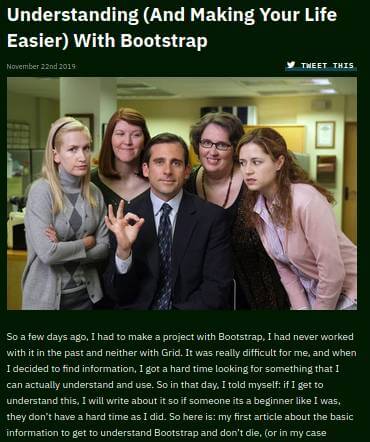 Understanding (And Making Your Life
Easier) With Bootstrap
November 22nd 2019
TWEET THIS
So a few days ago, I had to make a project with Bootstrap, I had never worked
with it in the past and neither with Grid. It was really difficult for me, and when
I decided to find information, I got a hard time looking for something that I
can actually understand and use. So in that day, I told myself: if I get to
understand this, I will write about it so if someone its a beginner like I was,
they don't have a hard time as I did. So here is: my first article about the basic
information to get to understand Bootstrap and don't die, (or in my case